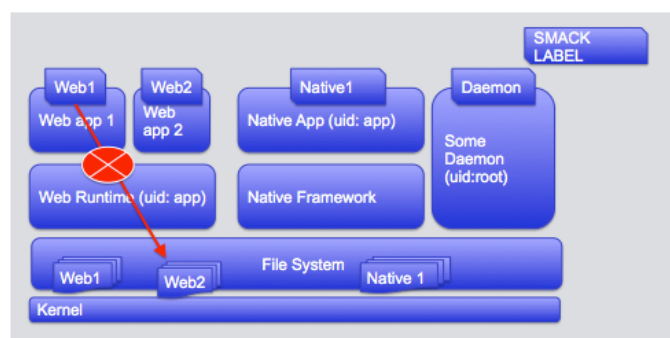 SMACK
LABEL
Web1
Web2
Native1
Daemon
Web app 1
Web
app 2
Native App (uid: app)
Some
Daemon
(uid:root)
Web Runtime (uid: app)
Native Framework
File System
Web1
Web2
Native 1
Kernel